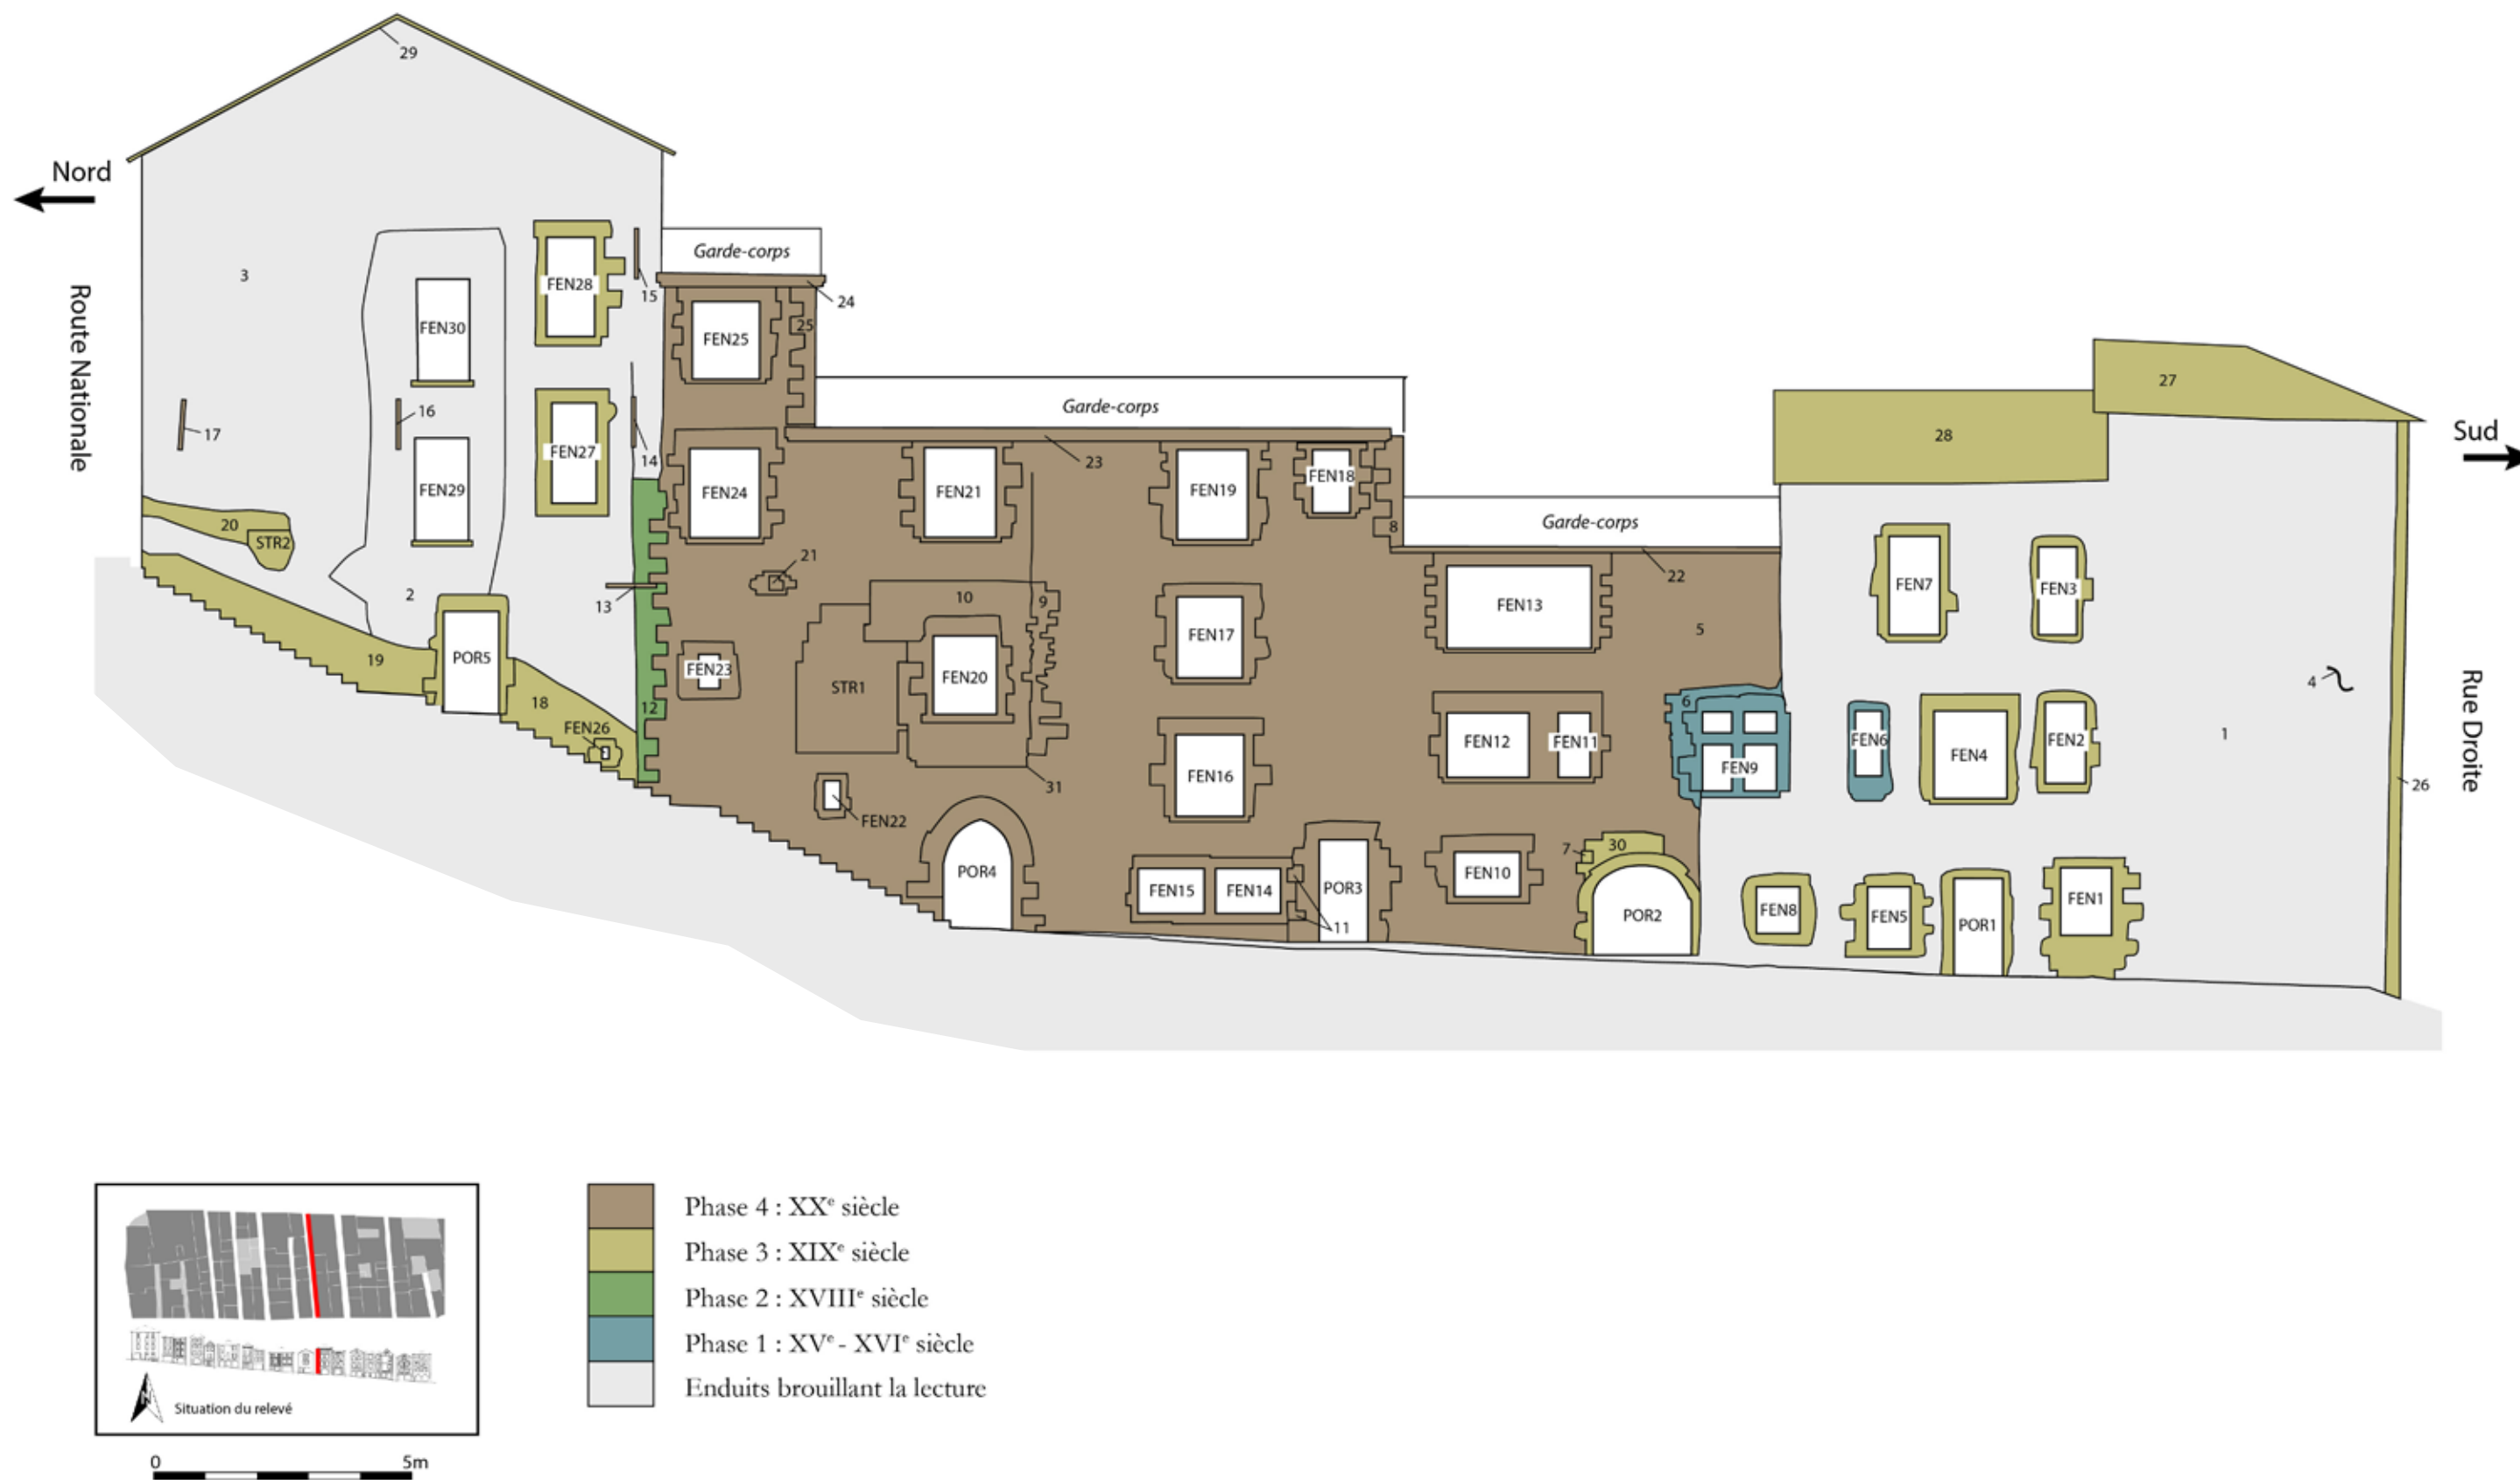 29
Nord
Garde-corps
3
FEN28
15
24
Route Nationale
FEN30
FEN25
25
27
Garde-corps
16
17
28
Sud
FEN27
14
23
FEN29
FEN24
FEN21
FEN19
FEN18
20
STR2
8
Garde-corps
21
22
FEN7
FEN3
2
13
10
9
FEN13
5
FEN17
19
POR5
FEN23
STR1
FEN20
4
Rue Droite
18
12
6
FEN26
FEN12
FEN11
FEN6
FEN4
FEN2
1
FEN9
FEN16
31
26
FEN22
7
30
POR4
FEN15
FEN14
POR3
FEN10
FEN8
FEN5
POR1
FEN1
POR2
11
Phase 4 : XXe siècle
Phase 3 : XIXe siècle
Phase 2 : XVIIIe siècle
Phase 1 : XVe - XVIe siècle
Enduits brouillant la lecture
N
Situation du relevé
0
5m